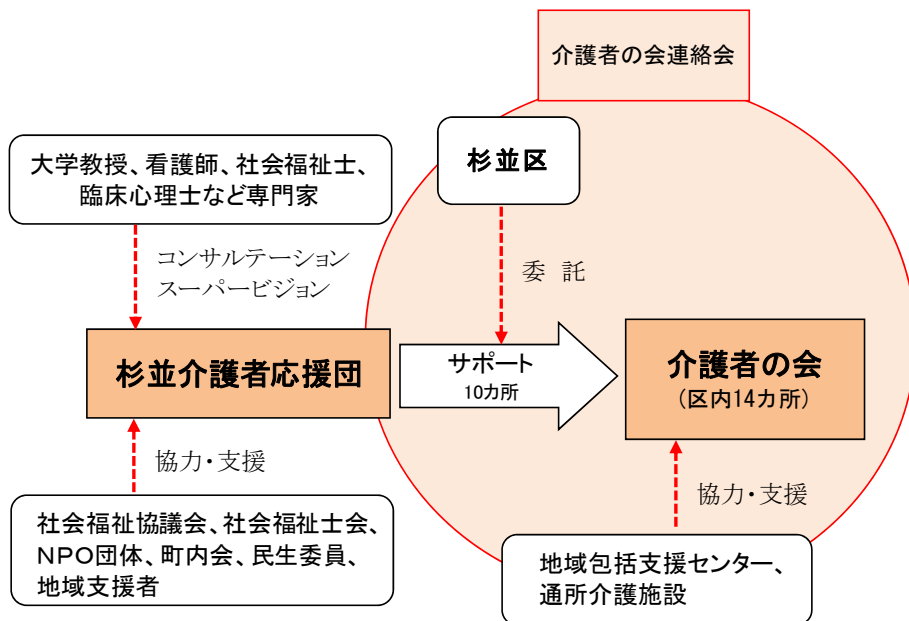 介護者の会連絡会
大学教授、看護師、社会福祉士、
臨床心理士など専門家
杉並区
コンサルテーション
スーパービジョン
委 託
杉並介護者応援団
サポート
10カ所
介護者の会
（区内14カ所）
協力・支援
社会福祉協議会、社会福祉士会、
NPO団体、町内会、民生委員、
地域支援者
協力・支援
地域包括支援センター、
通所介護施設